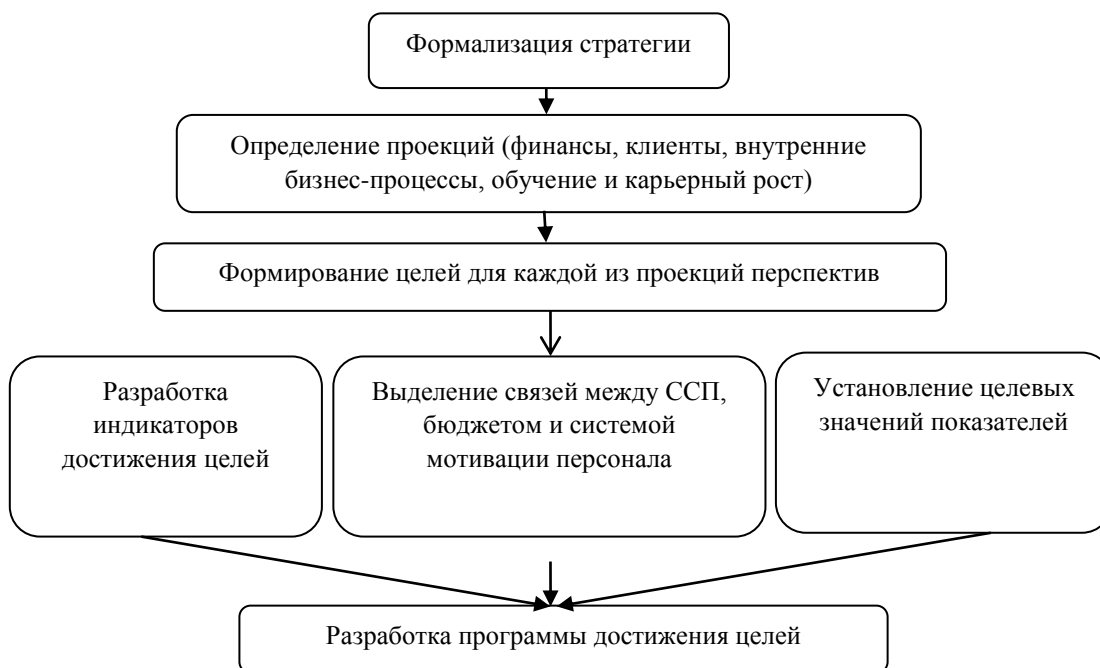 Формализация стратегии
Определение проекций (финансы, клиенты, внутренние
бизнес-процессы, обучение и карьерный рост)
Формирование целей для каждой из проекций перспектив
Разработка
индикаторов
достижения целей
Выделение связей между ССП,
бюджетом и системой
мотивации персонала
Установление целевых
значений показателей
Разработка программы достижения целей